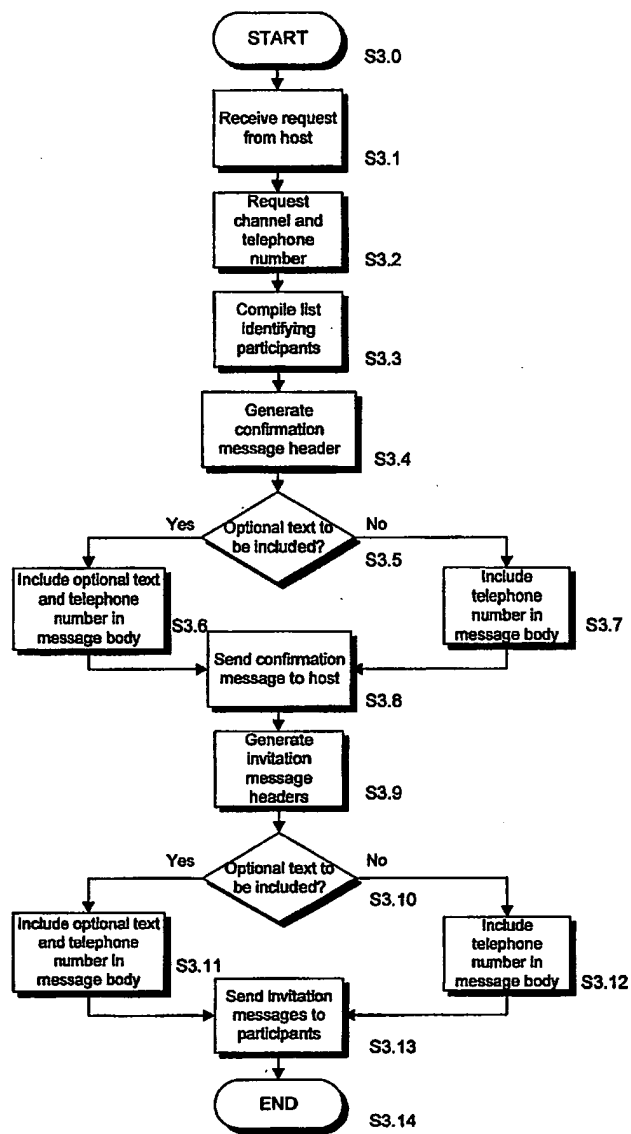 START
S3.0
Receive request
from host
S3.1
Request
channel and
telephone
number
S3.2
Compile list
identifying
participants
S3.3
Generate
confirmation
message header
S3.4
Yes
Optional text to
be included?
No
S3.5
Include optional text
and telephone
number in
message body
S3.6
Include
telephone
number in
message body
S3.7
Send confirmation
message to host
S3.8
Generate
invitation
message
headers
S3.9
Yes
Optional text to
be included?
No
S3.10
Include optional text
and telephone
number in
message body
S3.11
Include
telephone
number in
message body
S3.12
Send invitation
messages to
participants
S3.13
END
S3.14